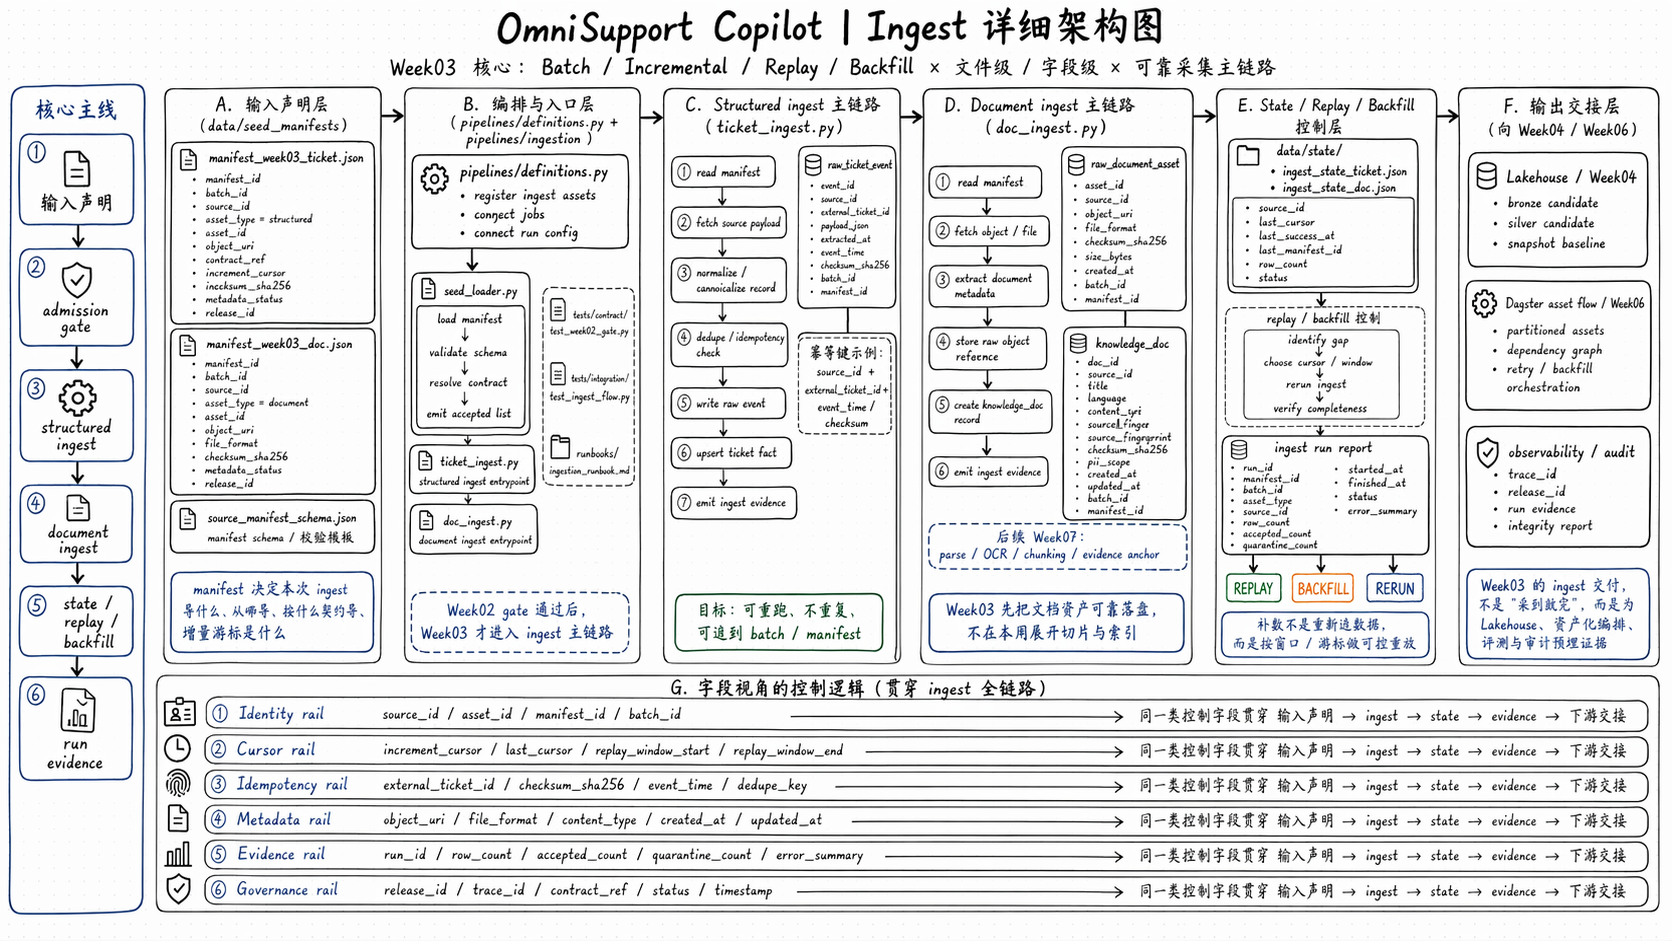 OmniSupport Copilot | Ingest 详细架构图
Week03 核心： Batch / Incremental / Replay / Backfill × 文件级 / 字段级 × 可靠采集主链路
核心主线
① 输入声明
② admission
gate
③ structured
ingest
④ document
ingest
⑤ state /
replay /
backfill
⑥ run
evidence
A. 输入声明层
(data/seed_manifests)
manifest_week03_ticket.json
• manifest_id
• batch_id
• source_id
• asset_type = structured
• asset_id
• object_uri
• contract_ref
• increment_cursor
• inccksum_sha256
• metadata_status
• release_id
manifest_week03_doc.json
• manifest_id
• batch_id
• source_id
• asset_type = document
• asset_id
• object_uri
• file_format
• checksum_sha256
• metadata_status
• release_id
source_manifest_schema.json
manifest schema / 校验模板
manifest 决定本次 ingest
导什么、从哪导、按什么契约导、
增量游标是什么
B. 编排与入口层
( pipelines/definitions.py +
pipelines/ingestion )
pipelines/definitions.py
• register ingest assets
• connect jobs
• connect run config
seed_loader.py
load manifest
↓
validate schema
↓
resolve contract
↓
emit accepted list
tests/contract/
test_week02_gate.py
tests/integration/
test_ingest_flow.py
runbooks/
ingestion_runbook.md
ticket_ingest.py
structured ingest entrypoint
doc_ingest.py
document ingest entrypoint
Week02 gate 通过后，
Week03 才进入 ingest 主链路
C. Structured ingest 主链路
( ticket_ingest.py)
① read manifest
② fetch source payload
③ normalize /
cannoicalize record
④ dedupe / idempotency
check
⑤ write raw event
⑥ upsert ticket fact
⑦ emit ingest evidence
raw_ticket_event
• event_id
• source_id
• external_ticket_id
• payload_json
• extracted_at
• event_time
• checksum_sha256
• batch_id
• manifest_id
幂等键示例：
source_id +
external_ticket_id+
event_time /
checksum
目标：可重跑、不重复、
可追到 batch / manifest
D. Document ingest 主链路
( doc_ingest.py)
① read manifest
② fetch object / file
③ extract document
metadata
④ store raw object
reference
⑤ create knowledge_doc
record
⑥ emit ingest evidence
raw_document_asset
• asset_id
• source_id
• object_uri
• file_format
• checksum_sha256
• size_bytes
• created_at
• batch_id
• manifest_id
knowledge_doc
• doc_id
• source_id
• title
• language
• source_fingrprrint
• checksum_sha256
• pii_scope
• created_at
• updated_at
• batch_id
• manifest_id
后续 Week07：
parse / OCR / chunking / evidence anchor
Week03 先把文档资产可靠落盘，
不在本用展开切片与索引
E. State / Replay / Backfill
控制层
data/state/
• ingest_state_ticket.json
• ingest_state_doc.json
• source_id
• last_cursor
• last_success_at
• last_manifest_id
• row_count
• status
replay / backfill 控制
identify gap
↓
choose cursor / window
↓
rerun ingest
↓
verify completeness
ingest run report
• run_id
• manifest_id
• batch_id
• asset_type
• source_id
• row_count
• accepted_count
• quarantine_count
• started_at
• finished_at
• status
• error_summary
REPLAY BACKFILL RERUN
补数不是重新造数据，
而是按窗口 / 游标做可控重放
F. 输出交接层
(向 Week04 / Week06)
Lakehouse / Week04
• bronze candidate
• silver candidate
• snapshot baseline
Dagster asset flow / Week06
• partitioned assets
• dependency graph
• retry / backfill
orchestration
observability / audit
• trace_id
• release_id
• run evidence
• integrity report
Week03 的 ingest 交付，
不是 "采到就完"，而是为
Lakehouse、资产化编排、
评测与审计预埋证据
G. 字段视角的控制逻辑（贯穿 ingest 全链路）
① Identity rail source_id / asset_id / manifest_id / batch_id → 同一类控制字段贯穿 输入声明 → ingest → state → evidence → 下游交接
② Cursor rail increment_cursor / last_cursor / replay_window_start / replay_window_end → 同一类控制字段贯穿 输入声明 → ingest → state → evidence → 下游交接
③ Idempotency rail external_ticket_id / checksum_sha256 / event_time / dedupe_key → 同一类控制字段贯穿 输入声明 → ingest → state → evidence → 下游交接
④ Metadata rail object_uri / file_format / content_type / created_at / updated_at → 同一类控制字段贯穿 输入声明 → ingest → state → evidence → 下游交接
⑤ Evidence rail run_id / row_count / accepted_count / quarantine_count / error_summary → 同一类控制字段贯穿 输入声明 → ingest → state → evidence → 下游交接
⑥ Governance rail release_id / trace_id / contract_ref / status / timestamp → 同一类控制字段贯穿 输入声明 → ingest → state → evidence → 下游交接